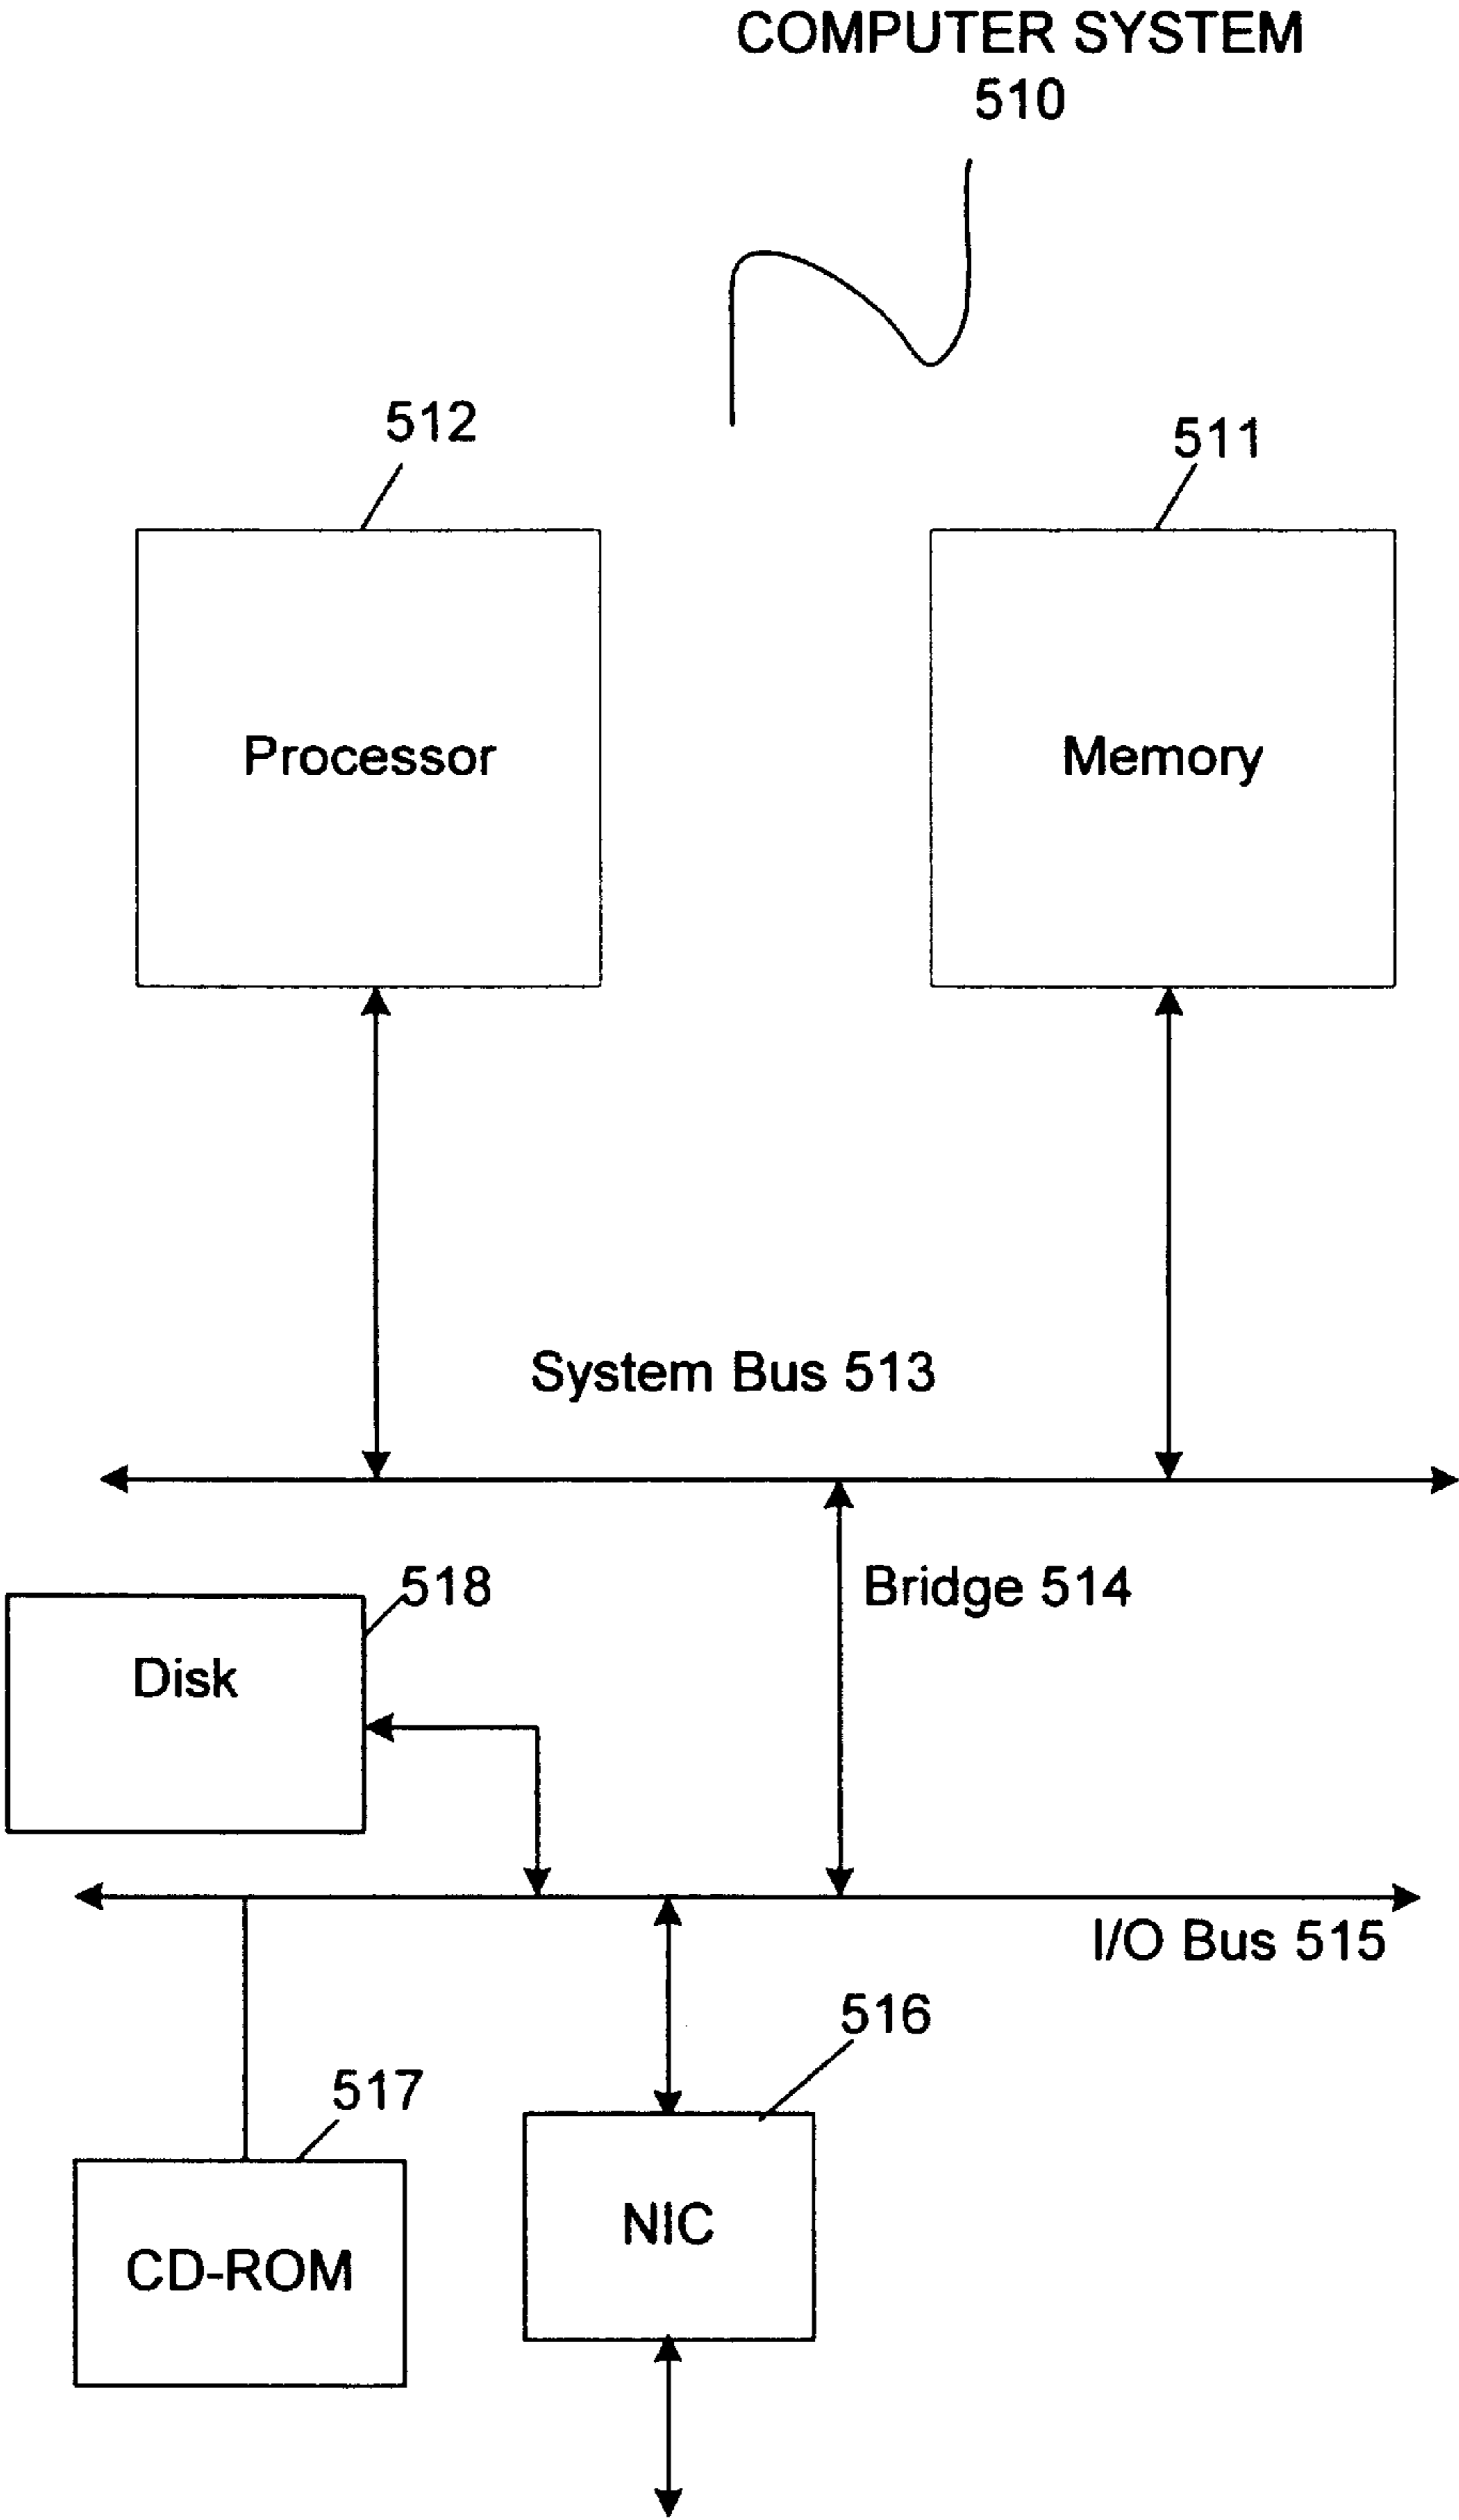 COMPUTER SYSTEM
510
512
511
Processor
Memory
System Bus 513
518
Bridge 514
Disk
I/O Bus 515
516
517
NIC
CD-ROM